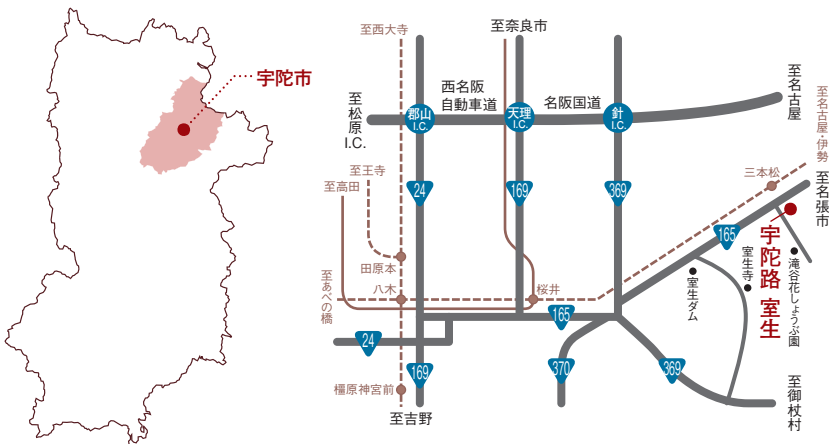 宇陀市
至西大寺
至奈良市
西名阪
自動車道
名阪国道
至名古屋
至松原
I.C.
郡山
I.C.
天理
I.C.
針
I.C.
至名古屋・伊勢
至王寺
至高田
24
169
369
三本松
至名張市
165
宇陀路 室生
田原本
至あべの橋
八木
桜井
室生ダム
室生寺
滝谷花しょうぶ園
165
24
169
370
369
橿原神宮前
至吉野
至御杖村